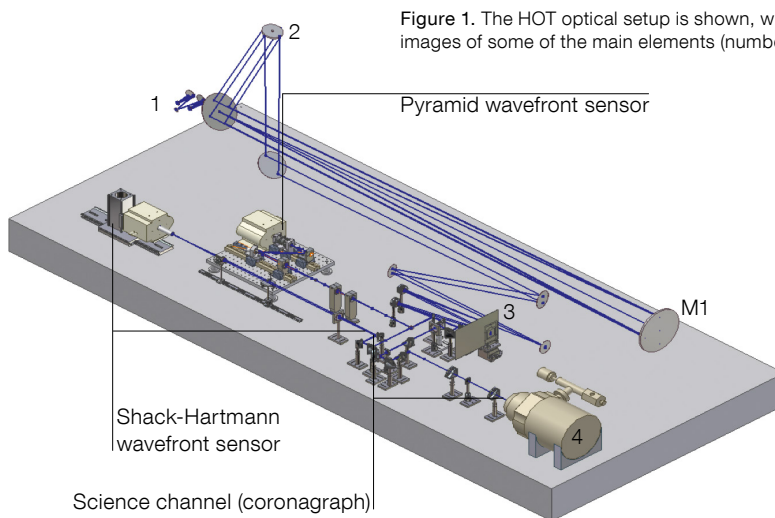 Figure 1. The HOT optical setup is shown, w
images of some of the main elements (numbe
2
1
Pyramid wavefront sensor
3
M1
4
Shack-Hartmann
wavefront sensor
Science channel (coronagraph)